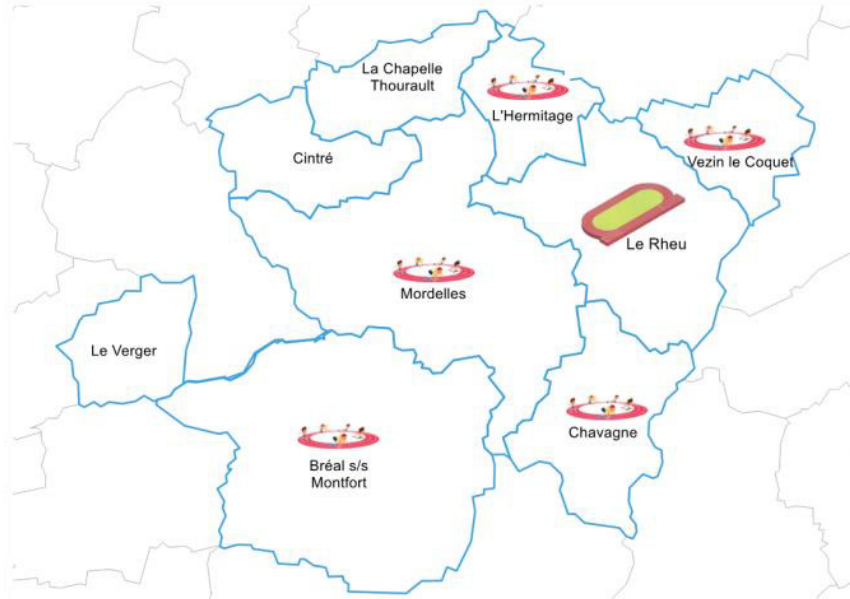 La Chapelle
Thourault
L'Hermitage
Cintré
Vezin le Coquet
Le Rheu
Mordelles
Le Verger
Chavagne
Bréal s/s
Montfort